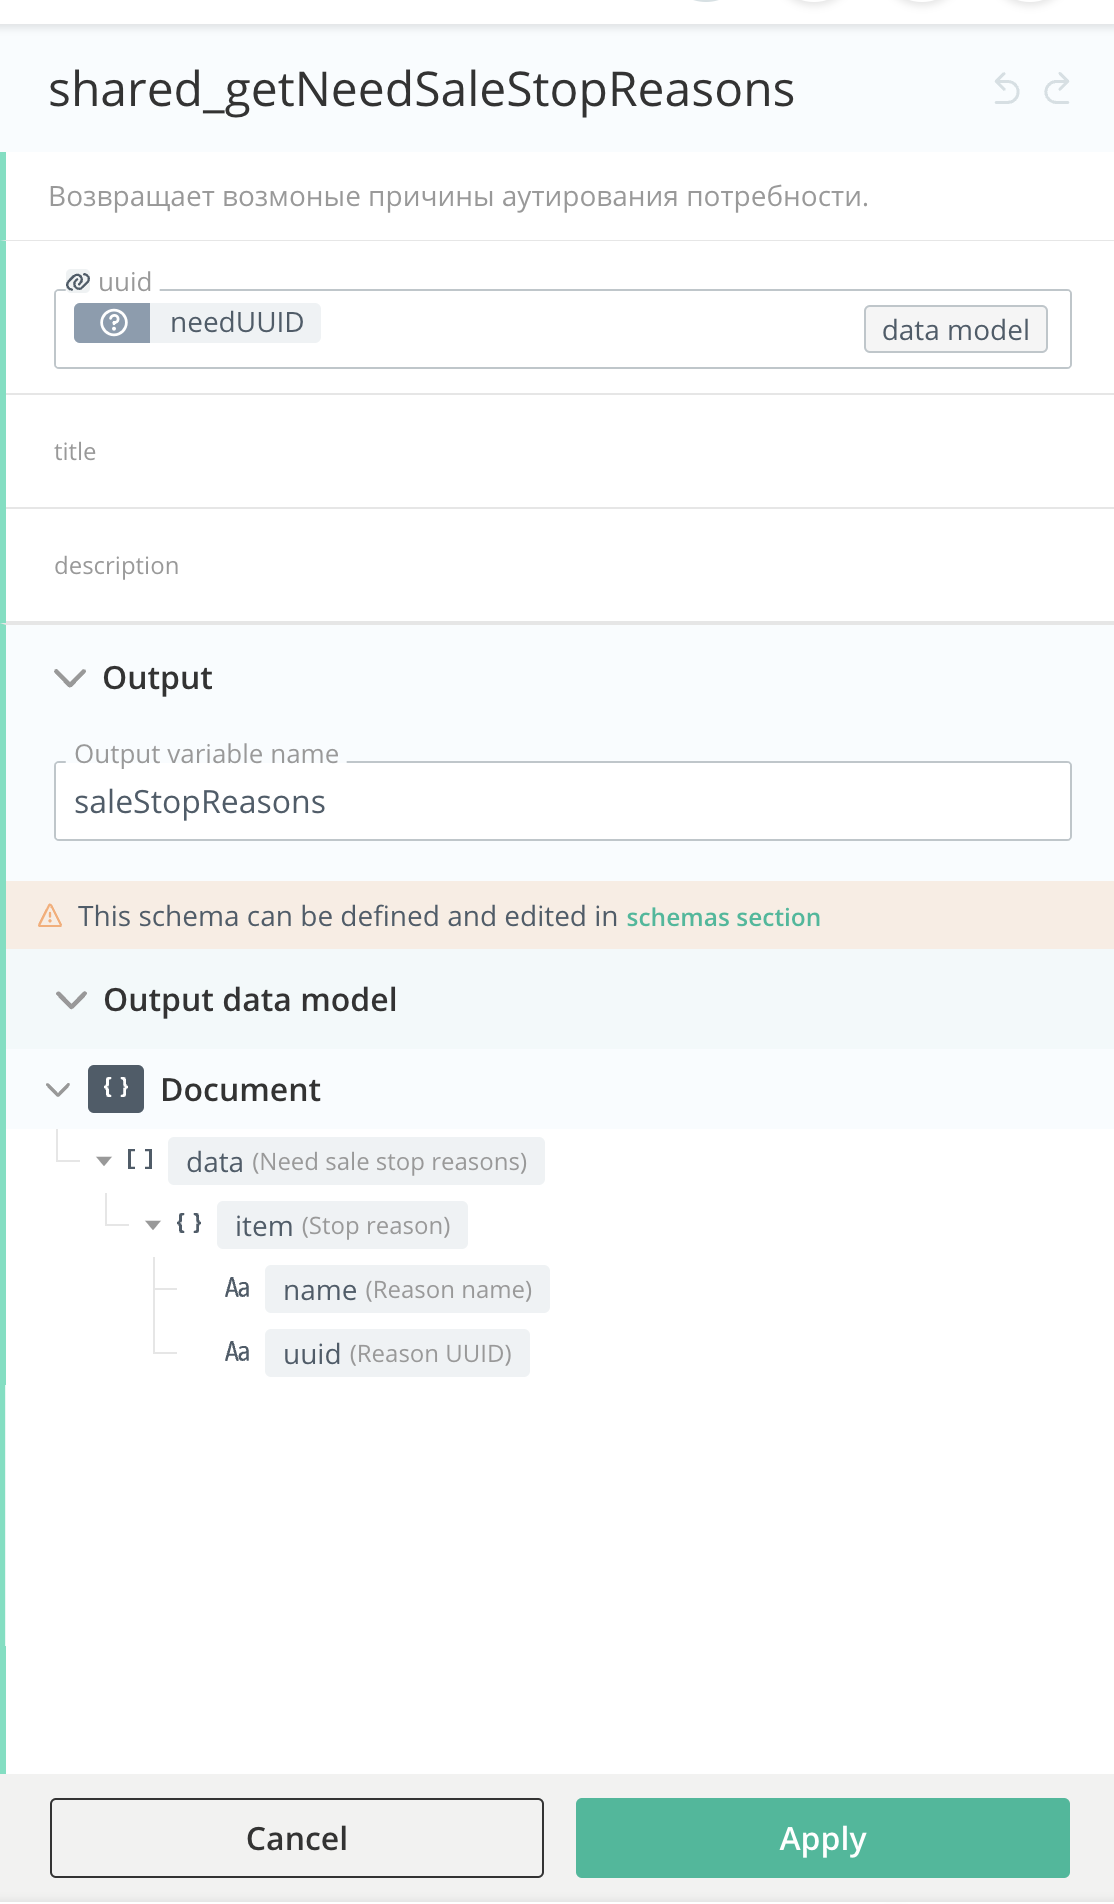 shared_getNeedSaleStopReasons
Возвращает возмоные причины аутирования потребности.
uuid
needUUID
data model
title
description
Output
Output variable name
saleStopReasons
This schema can be defined and edited in schemas section
Output data model
{ } Document
[ ] data (Need sale stop reasons)
{ } item (Stop reason)
Aa name (Reason name)
Aa uuid (Reason UUID)
Cancel
Apply